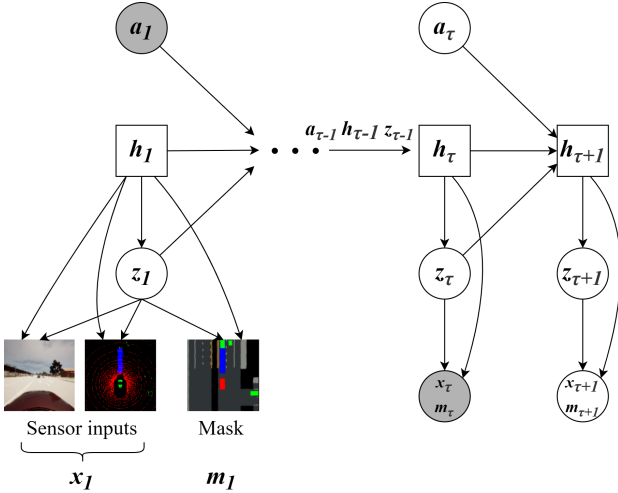 a1 aτ
aτ-1 hτ-1 zτ-1
h1 . . . hτ hτ+1
z1 zτ zτ+1
xτ xτ+1
mτ mτ+1
Sensor inputs Mask
x1 m1